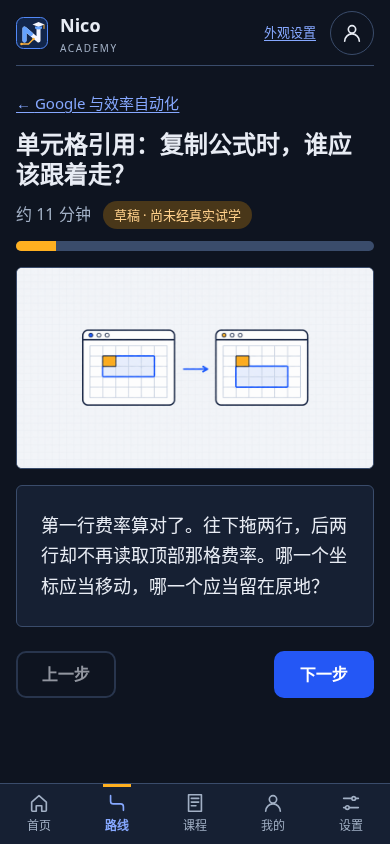 Nico
ACADEMY
外观设置
← Google 与效率自动化
单元格引用：复制公式时，谁应
该跟着走？
约 11 分钟
草稿 · 尚未经真实试学
第一行费率算对了。往下拖两行，后两
行却不再读取顶部那格费率。哪一个坐
标应当移动，哪一个应当留在原地？
上一步
下一步
首页
路线
课程
我的
设置